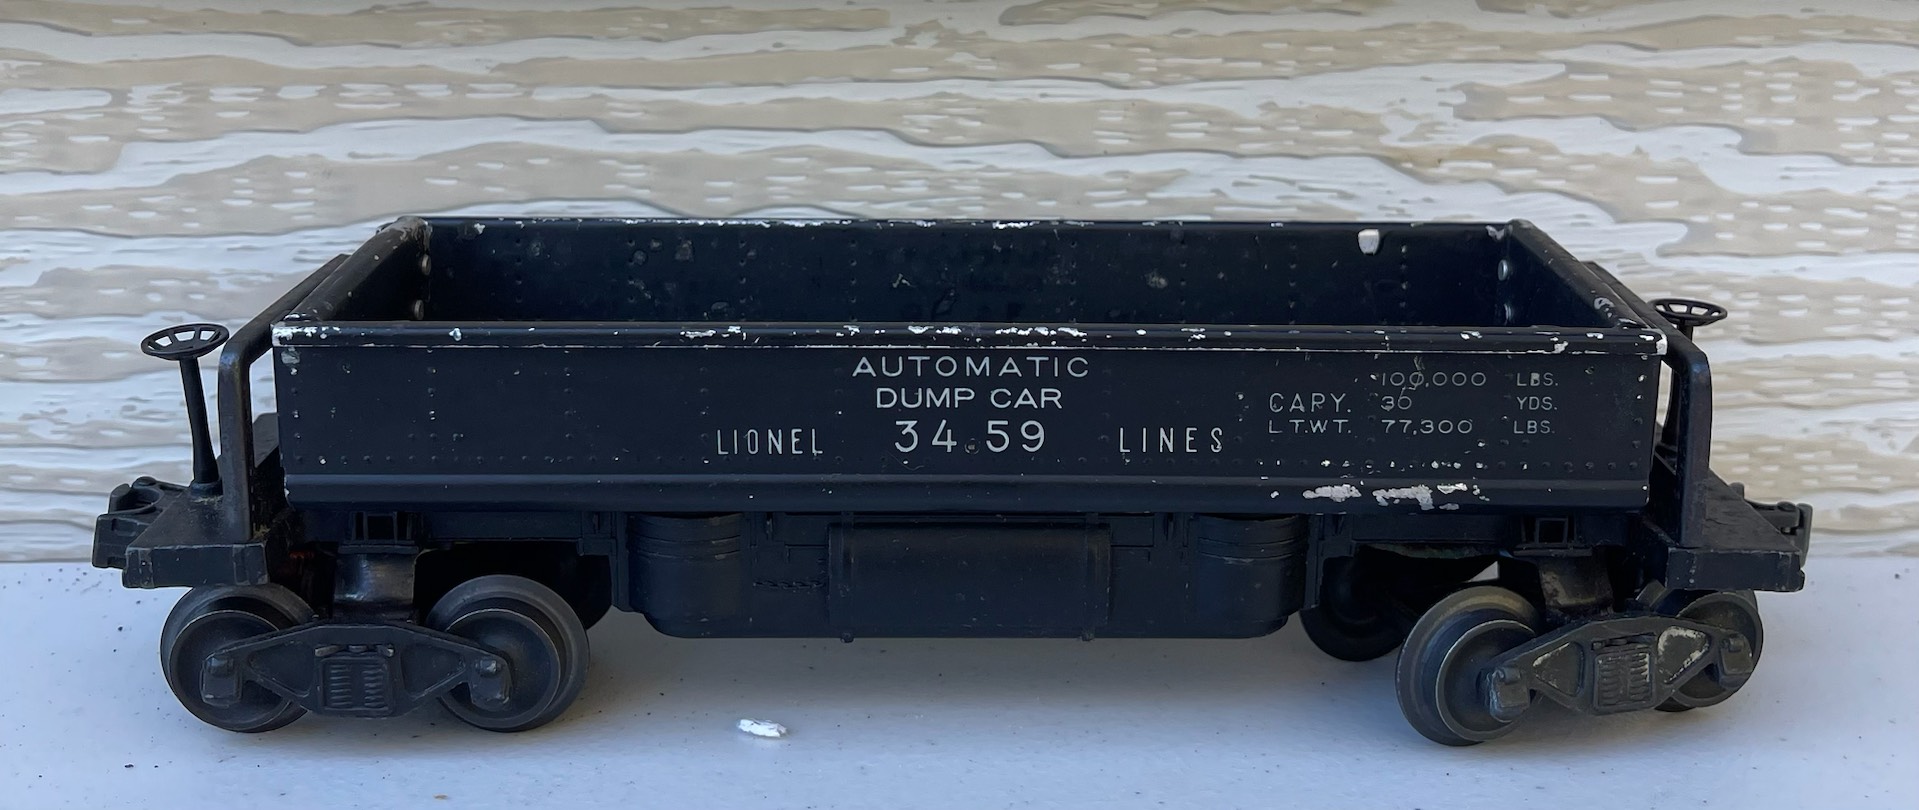 AUTOMATIC
DUMP CAR
LIONEL 3459 LINES
100,000 LBS.
CAPY. 30 YDS.
LT.WT. 77,300 LBS.